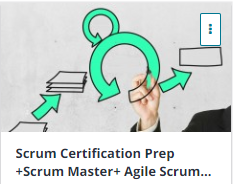 Scrum Certification Prep
+Scrum Master+ Agile Scrum...